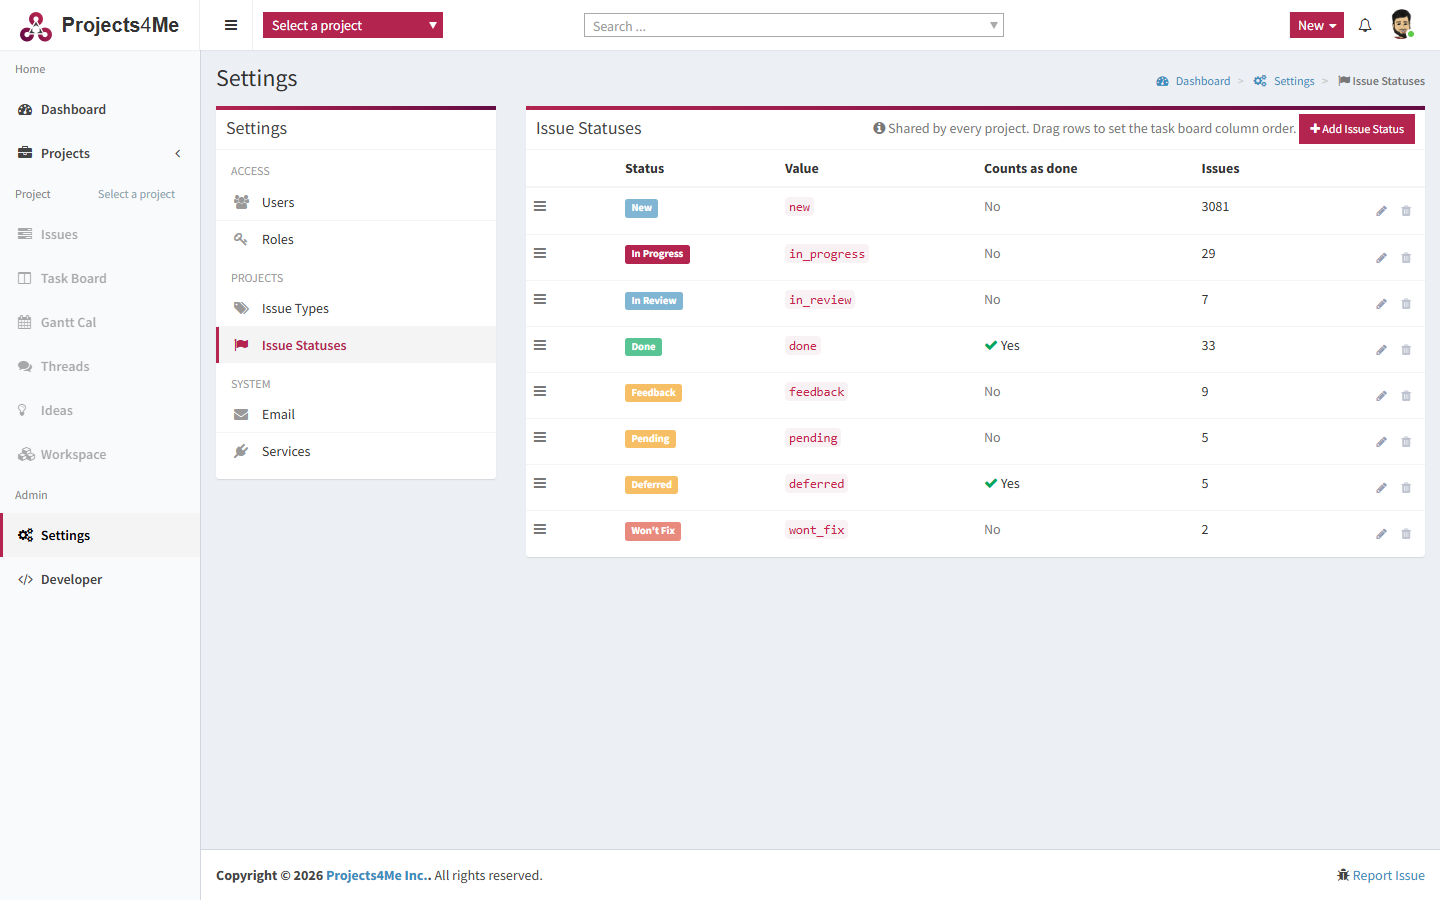 Projects4Me
Select a project
Search ...
New
Home
Dashboard
Projects
Project
Select a project
Issues
Task Board
Gantt Cal
Threads
Ideas
Workspace
Admin
Settings
Developer
Settings
Dashboard > Settings > Issue Statuses
Settings
ACCESS
Users
Roles
PROJECTS
Issue Types
Issue Statuses
SYSTEM
Email
Services
Issue Statuses
Shared by every project. Drag rows to set the task board column order.
Add Issue Status
Status Value Counts as done Issues
New new No 3081
In Progress in_progress No 29
In Review in_review No 7
Done done Yes 33
Feedback feedback No 9
Pending pending No 5
Deferred deferred Yes 5
Won't Fix wont_fix No 2
Copyright © 2026 Projects4Me Inc.. All rights reserved.
Report Issue